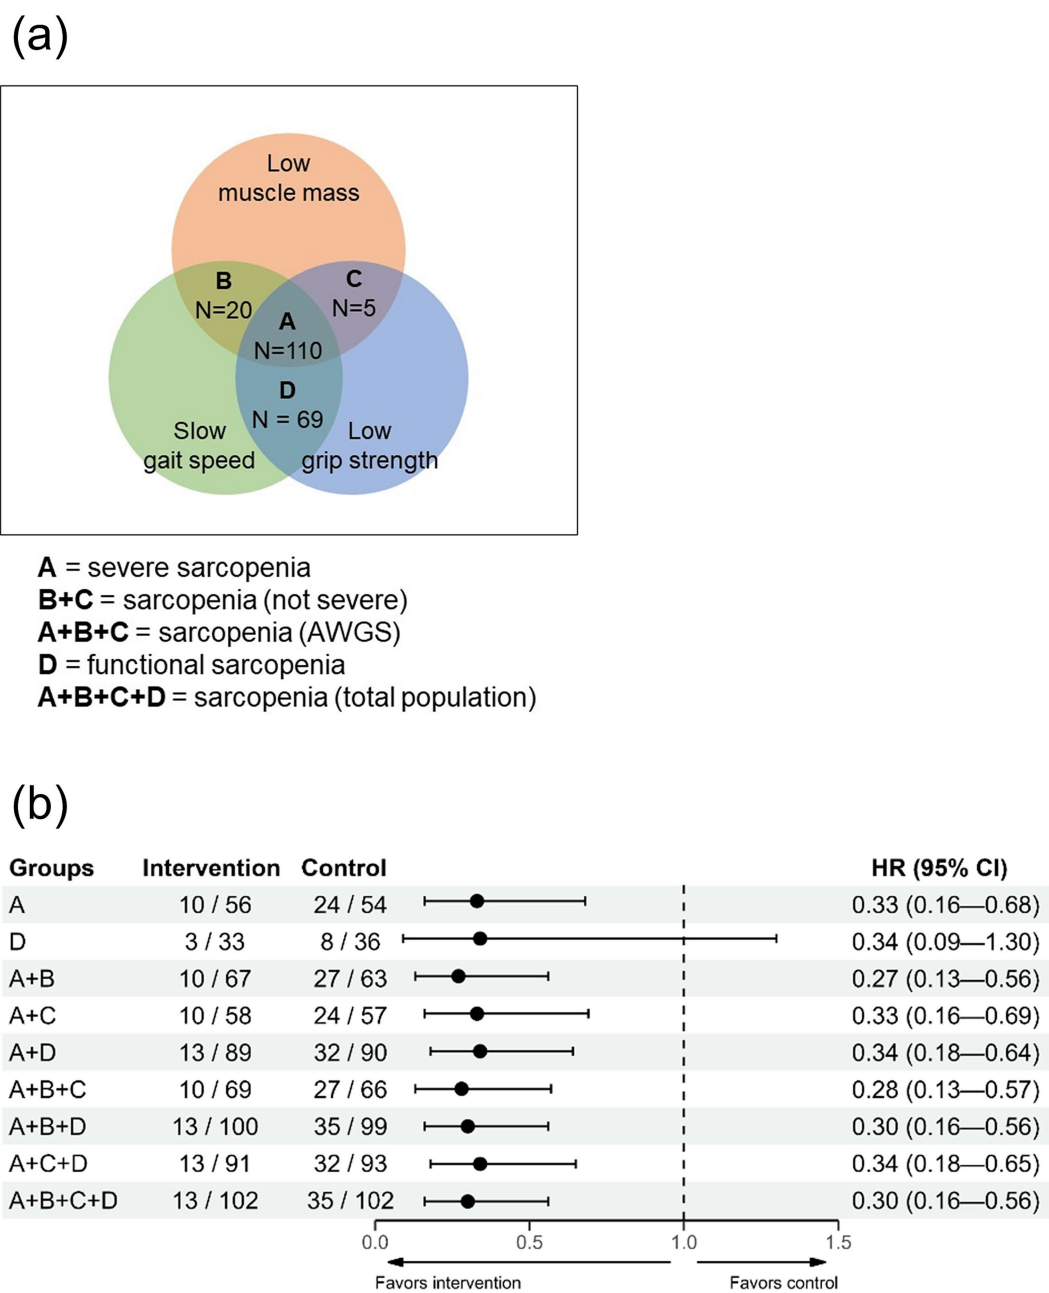 (a)
Low
muscle mass
B
N=20
C
N=5
A
N=110
D
N = 69
Slow
gait speed
Low
grip strength
A = severe sarcopenia
B+C = sarcopenia (not severe)
A+B+C = sarcopenia (AWGS)
D = functional sarcopenia
A+B+C+D = sarcopenia (total population)
(b)
Groups Intervention Control HR (95% CI)
A 10 / 56 24 / 54 0.33 (0.16—0.68)
D 3 / 33 8 / 36 0.34 (0.09—1.30)
A+B 10 / 67 27 / 63 0.27 (0.13—0.56)
A+C 10 / 58 24 / 57 0.33 (0.16—0.69)
A+D 13 / 89 32 / 90 0.34 (0.18—0.64)
A+B+C 10 / 69 27 / 66 0.28 (0.13—0.57)
A+B+D 13 / 100 35 / 99 0.30 (0.16—0.56)
A+C+D 13 / 91 32 / 93 0.34 (0.18—0.65)
A+B+C+D 13 / 102 35 / 102 0.30 (0.16—0.56)
0.0 0.5 1.0 1.5
Favors intervention Favors control